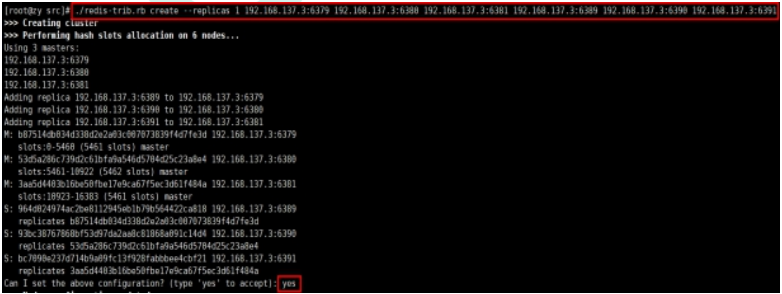 [root@zy src]# ./redis-trib.rb create --replicas 1 192.168.137.3:6379 192.168.137.3:6380 192.168.137.3:6381 192.168.137.3:6389 192.168.137.3:6390 192.168.137.3:6391
>>> Creating cluster
>>> Performing hash slots allocation on 6 nodes...
Using 3 masters:
192.168.137.3:6379
192.168.137.3:6380
192.168.137.3:6381
Adding replica 192.168.137.3:6389 to 192.168.137.3:6379
Adding replica 192.168.137.3:6390 to 192.168.137.3:6380
Adding replica 192.168.137.3:6391 to 192.168.137.3:6381
M: b87514db034d338d2e2a03c007073839f4d7fe3d 192.168.137.3:6379
slots:0-5460 (5461 slots) master
M: 53d5a286c739d2c61bfa9a546d5704d25c23a8e4 192.168.137.3:6380
slots:5461-10922 (5462 slots) master
M: 3aa5d4403b16be50fbe17e9ca67f5ec3d61f484a 192.168.137.3:6381
slots:10923-16383 (5461 slots) master
S: 964d024974ac2be8112945eb1b79b564422ca818 192.168.137.3:6389
replicates b87514db034d338d2e2a03c007073839f4d7fe3d
S: 93bc38767868bf53d97da2aa8c81868a091c14d4 192.168.137.3:6390
replicates 53d5a286c739d2c61bfa9a546d5704d25c23a8e4
S: bc7090e237d714b9a09fc13f928fabbbee4cbf21 192.168.137.3:6391
replicates 3aa5d4403b16be50fbe17e9ca67f5ec3d61f484a
Can I set the above configuration? (type 'yes' to accept): yes